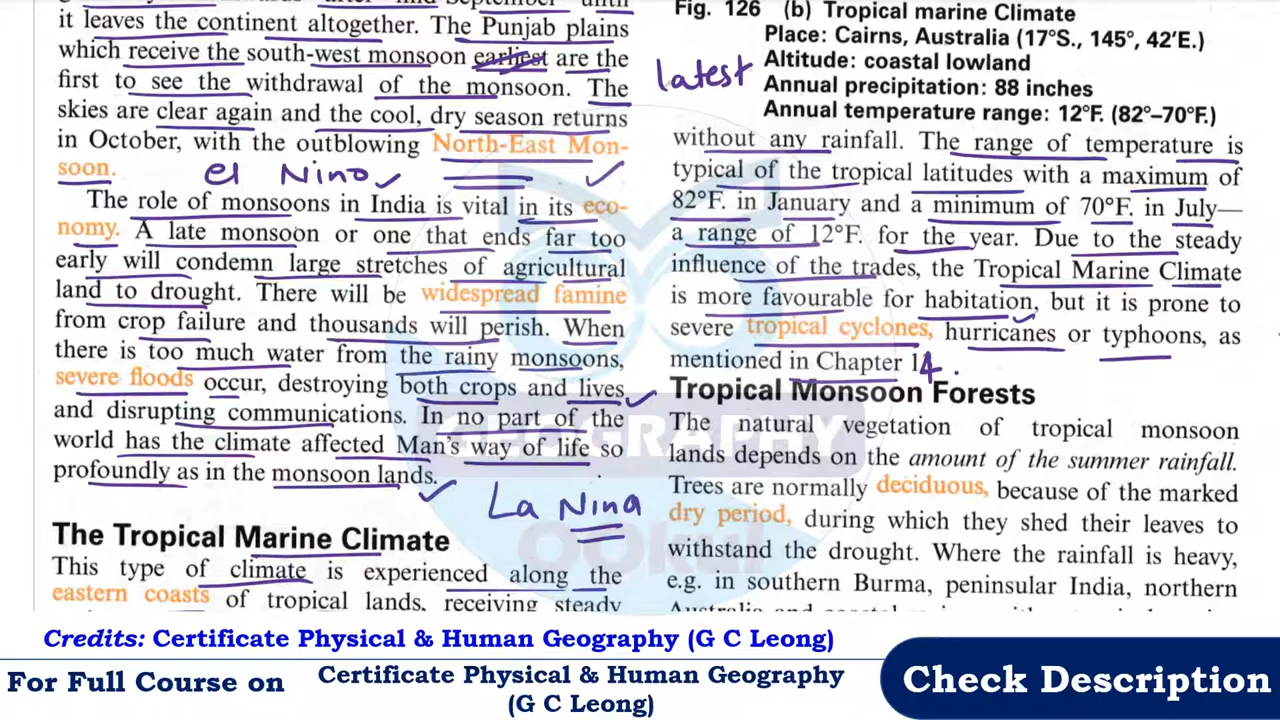 it leaves the continent altogether. The Punjab plains
which receive the south-west monsoon earliest are the
first to see the withdrawal of the monsoon. The
skies are clear again and the cool, dry season returns
in October, with the outblowing North-East Mon-
soon.
el Nino
The role of monsoons in India is vital in its eco-
nomy. A late monsoon or one that ends far too
early will condemn large stretches of agricultural
land to drought. There will be widespread famine
from crop failure and thousands will perish. When
there is too much water from the rainy monsoons,
severe floods occur, destroying both crops and lives
and disrupting communications. In no part of the
world has the climate affected Man's way of life so
profoundly as in the monsoon lands.
La Nina
The Tropical Marine Climate
This type of climate is experienced along the
eastern coasts of tropical lands, receiving steady
Fig. 126 (b) Tropical marine Climate
Place: Cairns, Australia (17°S., 145°, 42'E.)
latest
Altitude: coastal lowland
Annual precipitation: 88 inches
Annual temperature range: 12°F. (82°–70°F.)
without any rainfall. The range of temperature is
typical of the tropical latitudes with a maximum of
82°F. in January and a minimum of 70°F. in July—
a range of 12°F. for the year. Due to the steady
influence of the trades, the Tropical Marine Climate
is more favourable for habitation, but it is prone to
severe tropical cyclones, hurricanes or typhoons, as
mentioned in Chapter 14.
Tropical Monsoon Forests
The natural vegetation of tropical monsoon
lands depends on the amount of the summer rainfall.
Trees are normally deciduous, because of the marked
dry period, during which they shed their leaves to
withstand the drought. Where the rainfall is heavy,
e.g. in southern Burma, peninsular India, northern
GEOGRAPHY
Credits: Certificate Physical & Human Geography (G C Leong)
For Full Course on
Certificate Physical & Human Geography
(G C Leong)
Check Description